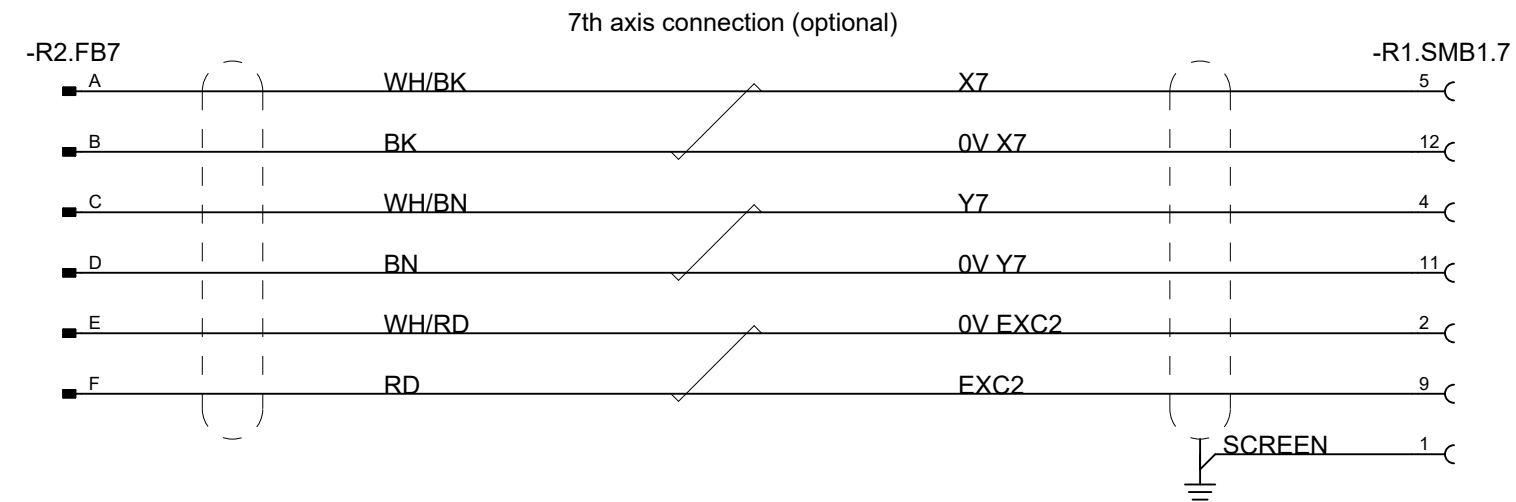 7th axis connection (optional)
-R2.FB7 -R1.SMB1.7
A WH/BK X7 5
B BK 0V X7 12
C WH/BN Y7 4
D BN 0V Y7 11
E WH/RD 0V EXC2 2
F RD EXC2 9
SCREEN 1